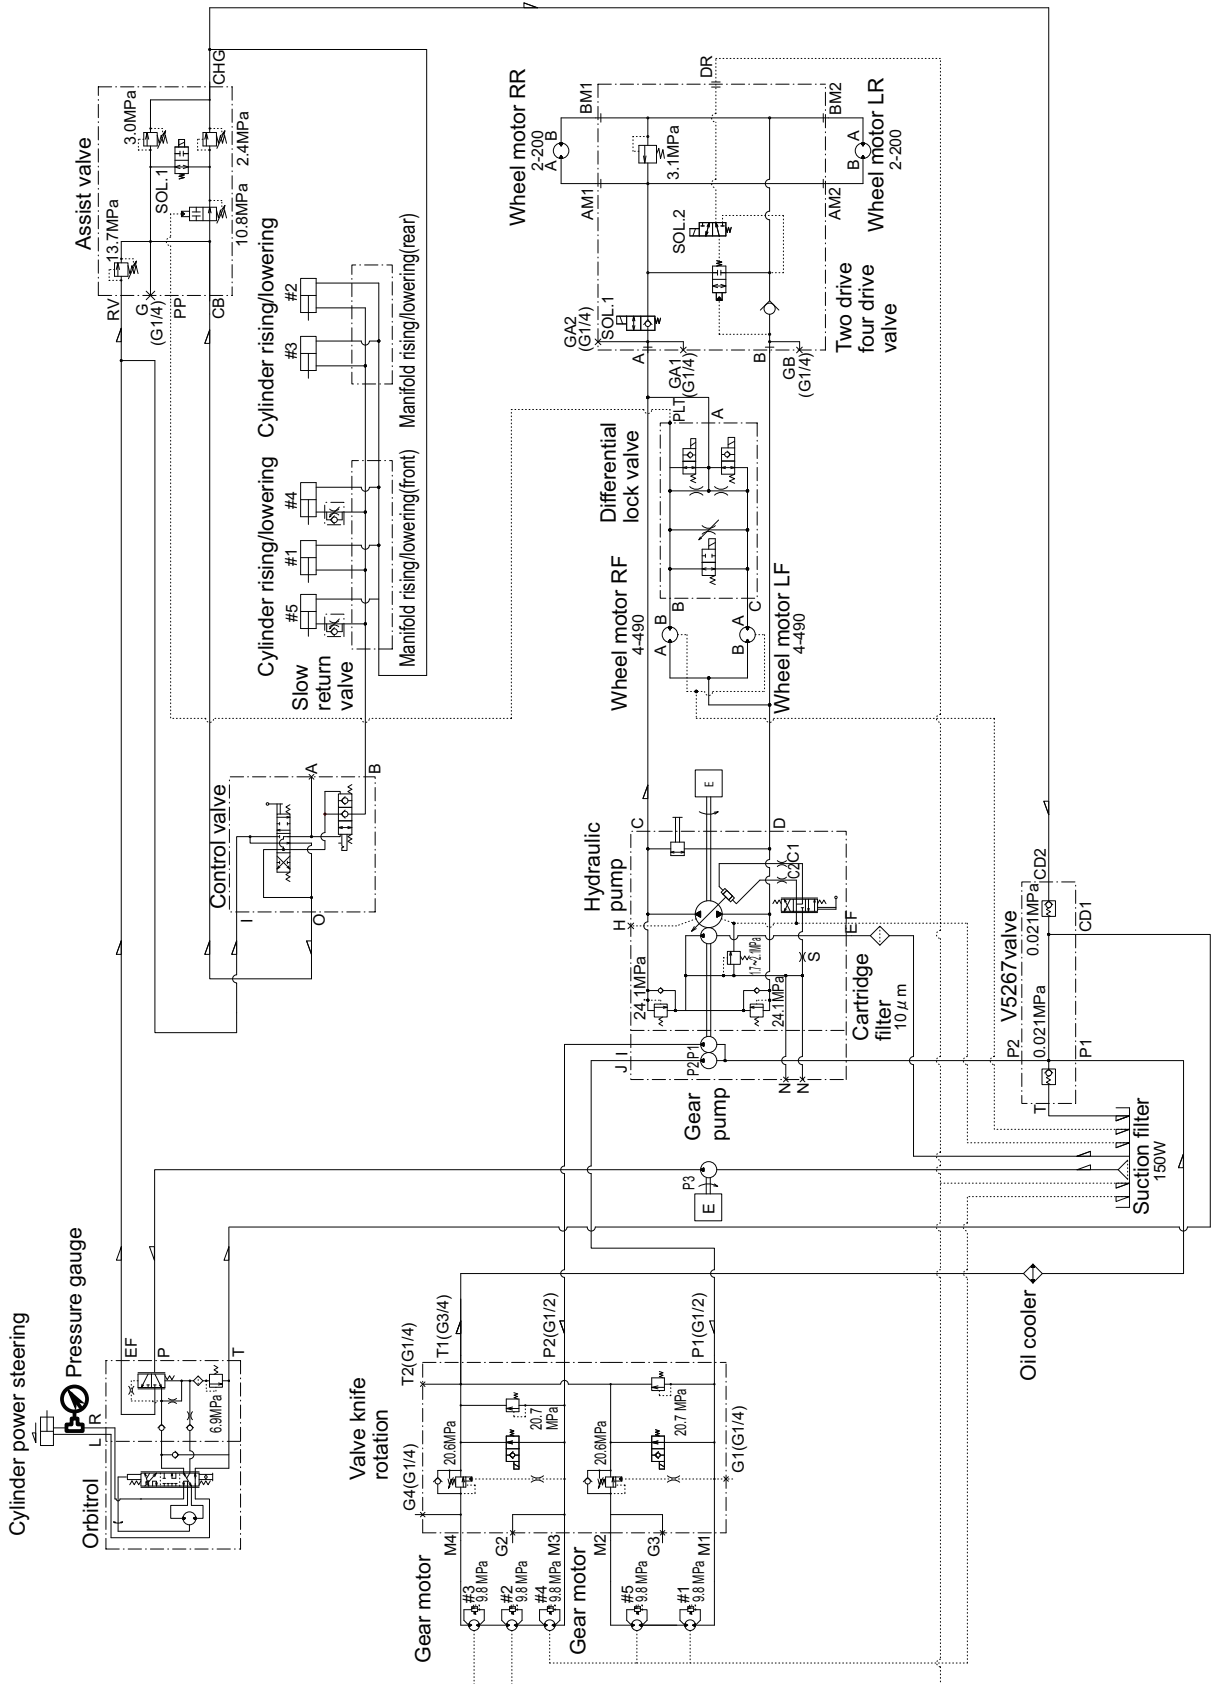 CHG
Assist valve
3.0MPa
2.4MPa
SOL.1
13.7MPa
10.8MPa
RV
G
(G1/4)
PP
CB
Cylinder rising/lowering
#2
#3
Manifold rising/lowering(rear)
Cylinder rising/lowering
#4
#1
#5
Manifold rising/lowering(front)
Slow
return
valve
Control valve
A
B
I
O
DR
Wheel motor RR
2-200
B
A
BM1
AM1
3.1MPa
BM2
AM2
Wheel motor LR
2-200
A
B
SOL.2
SOL.1
GA2
(G1/4)
A
GA1
(G1/4)
B
GB
(G1/4)
Two drive
four drive
valve
PLT
A
Differential
lock valve
B
C
Wheel motor RF
4-490
B
A
Wheel motor LF
4-490
A
B
Hydraulic
pump
E
C
D
H
C2
C1
E
F
S
24.1MPa
24.1MPa
Cartridge
filter
10μm
J
I
P2
P1
N
N
Gear
pump
P3
E
V5267valve
CD2
0.021MPa
CD1
P2
0.021MPa
P1
T
Suction filter
150W
Oil cooler
Cylinder power steering
Pressure gauge
L
R
EF
P
T
6.9MPa
Orbitrol
Valve knife
rotation
T2(G1/4)
T1(G3/4)
P2(G1/2)
P1(G1/2)
G4(G1/4)
G1(G1/4)
20.6MPa
20.7
MPa
20.6MPa
20.7 MPa
M4
G2
M3
M2
G3
M1
Gear motor
#3
9.8 MPa
#2
9.8 MPa
#4
9.8 MPa
Gear motor
#5
9.8 MPa
#1
9.8 MPa